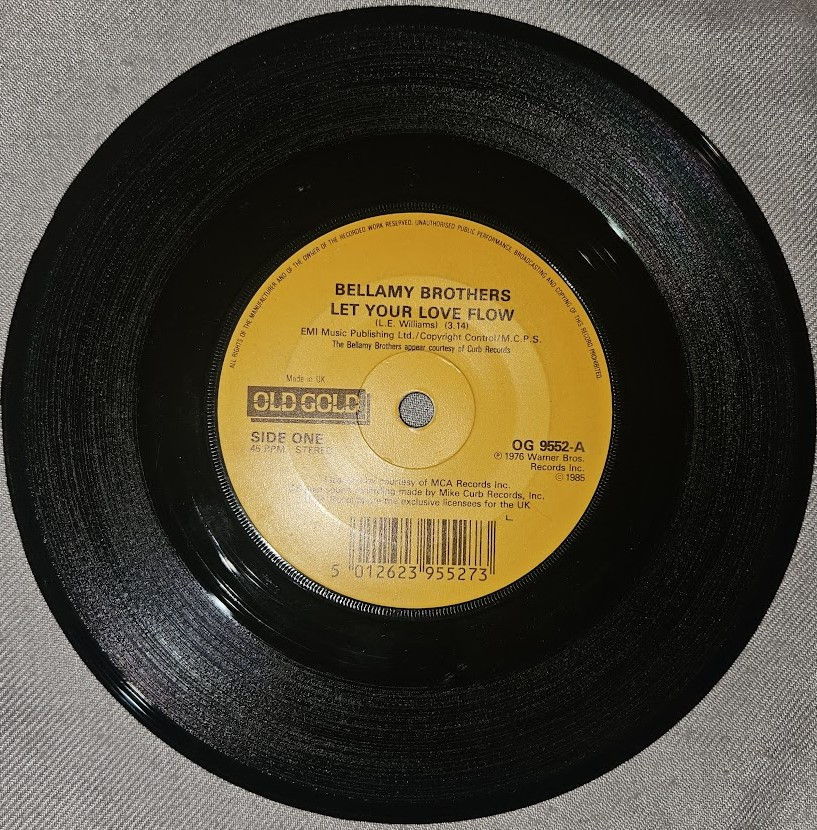 ALL RIGHTS OF THE MANUFACTURER AND OF THE OWNER OF THE RECORDED WORK RESERVED. UNAUTHORISED PUBLIC PERFORMANCE, BROADCASTING AND COPYING OF THIS RECORD PROHIBITED.
BELLAMY BROTHERS
LET YOUR LOVE FLOW
(L.E. Williams) (3.14)
EMI Music Publishing Ltd./Copyright Control/M.C.P.S.
The Bellamy Brothers appear courtesy of Curb Records
Made in UK
OLD GOLD
SIDE ONE
45 RPM STEREO
OG 9552-A
Ⓟ 1976 Warner Bros.
Records Inc.
© 1985
courtesy of MCA Records Inc.
made by Mike Curb Records, Inc.
are the exclusive licensees for the UK
5 012623 955273